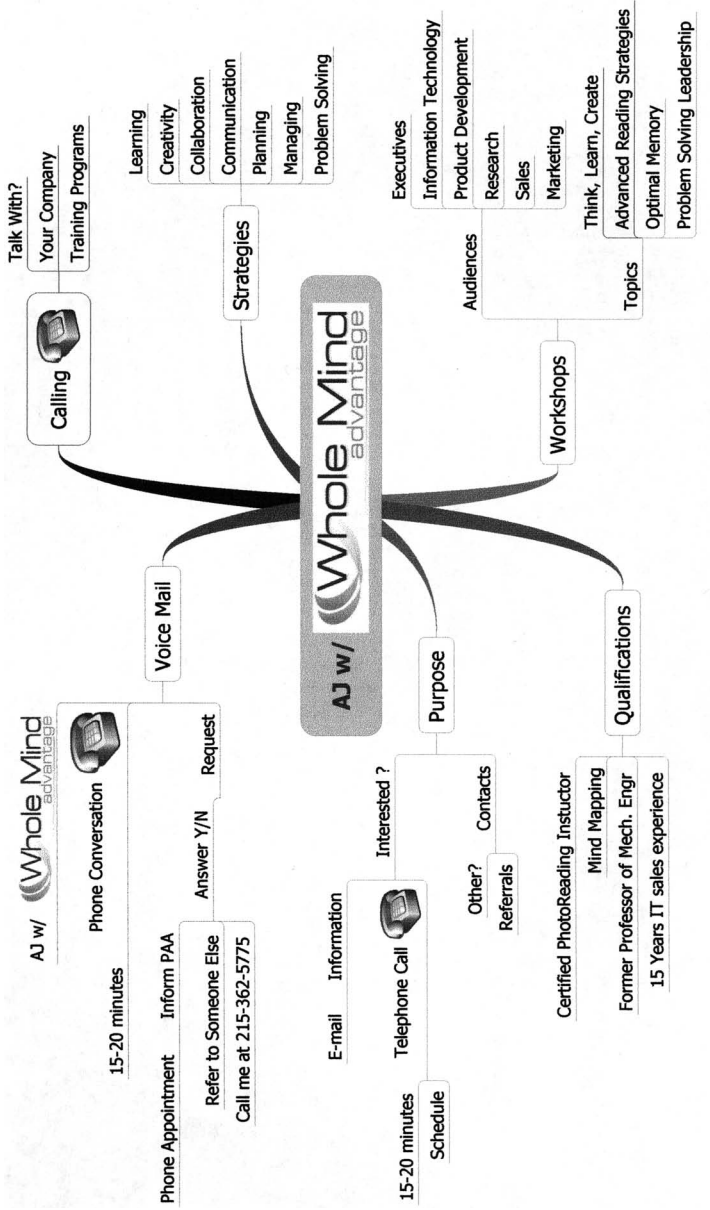 AJ w/ Whole Mind
advantage
Calling
Talk With?
Your Company
Training Programs
Strategies
Learning
Creativity
Collaboration
Communication
Planning
Managing
Problem Solving
Workshops
Audiences
Executives
Information Technology
Product Development
Research
Sales
Marketing
Topics
Think, Learn, Create
Advanced Reading Strategies
Optimal Memory
Problem Solving Leadership
Voice Mail
AJ w/ Whole Mind
advantage
Phone Conversation
15-20 minutes
Request
Answer Y/N
Phone Appointment Inform PAA
Refer to Someone Else
Call me at 215-362-5775
Purpose
Interested ?
E-mail Information
Telephone Call
15-20 minutes
Schedule
Contacts
Other?
Referrals
Qualifications
Certified PhotoReading Instuctor
Mind Mapping
Former Professor of Mech. Engr
15 Years IT sales experience